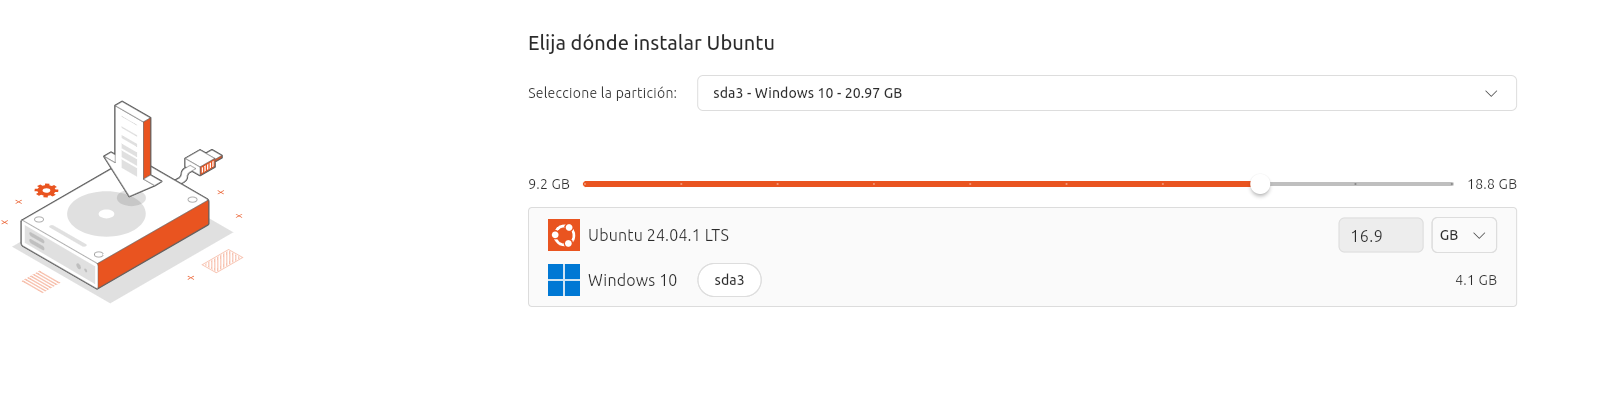 Elija dónde instalar Ubuntu
Seleccione la partición: sda3 - Windows 10 - 20.97 GB
9.2 GB 18.8 GB
Ubuntu 24.04.1 LTS 16.9 GB
Windows 10 sda3 4.1 GB